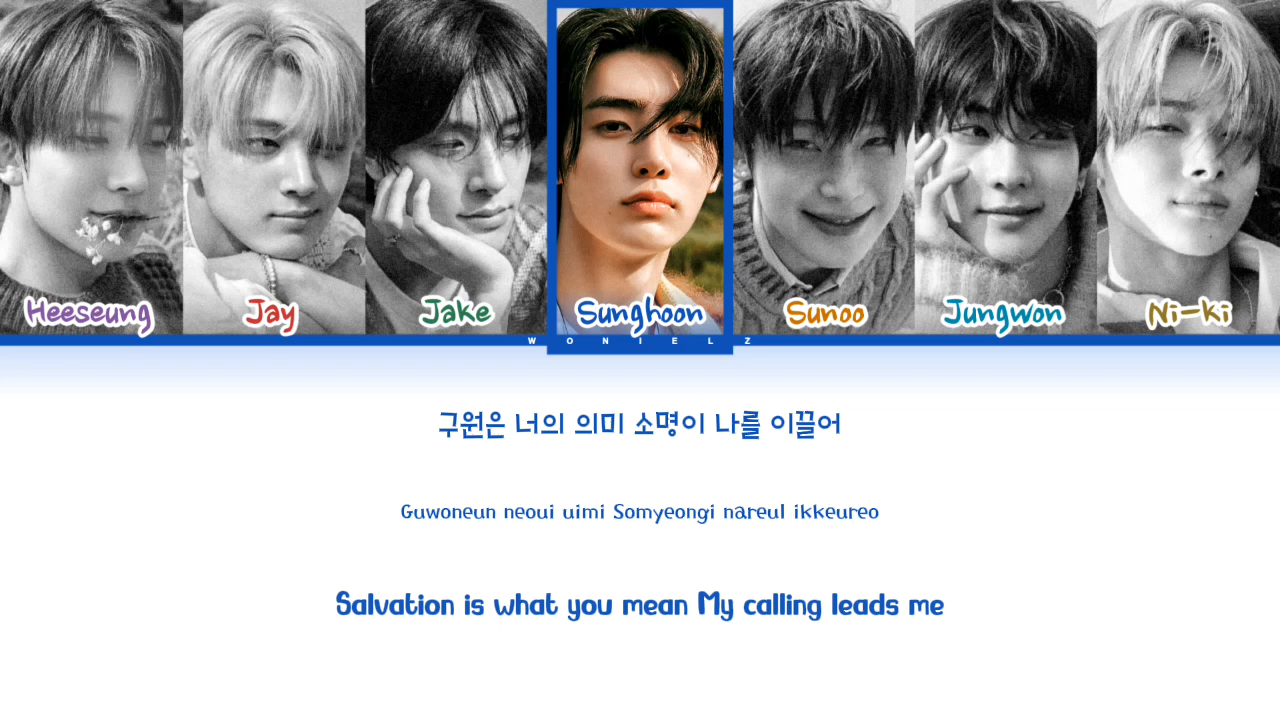 Heeseung Jay Jake Sunghoon Sunoo Jungwon Ni-ki
W O N I E L Z
구원은 너의 의미 소명이 나를 이끌어
Guwoneun neoui uimi Somyeongi nareul ikkeureo
Salvation is what you mean My calling leads me